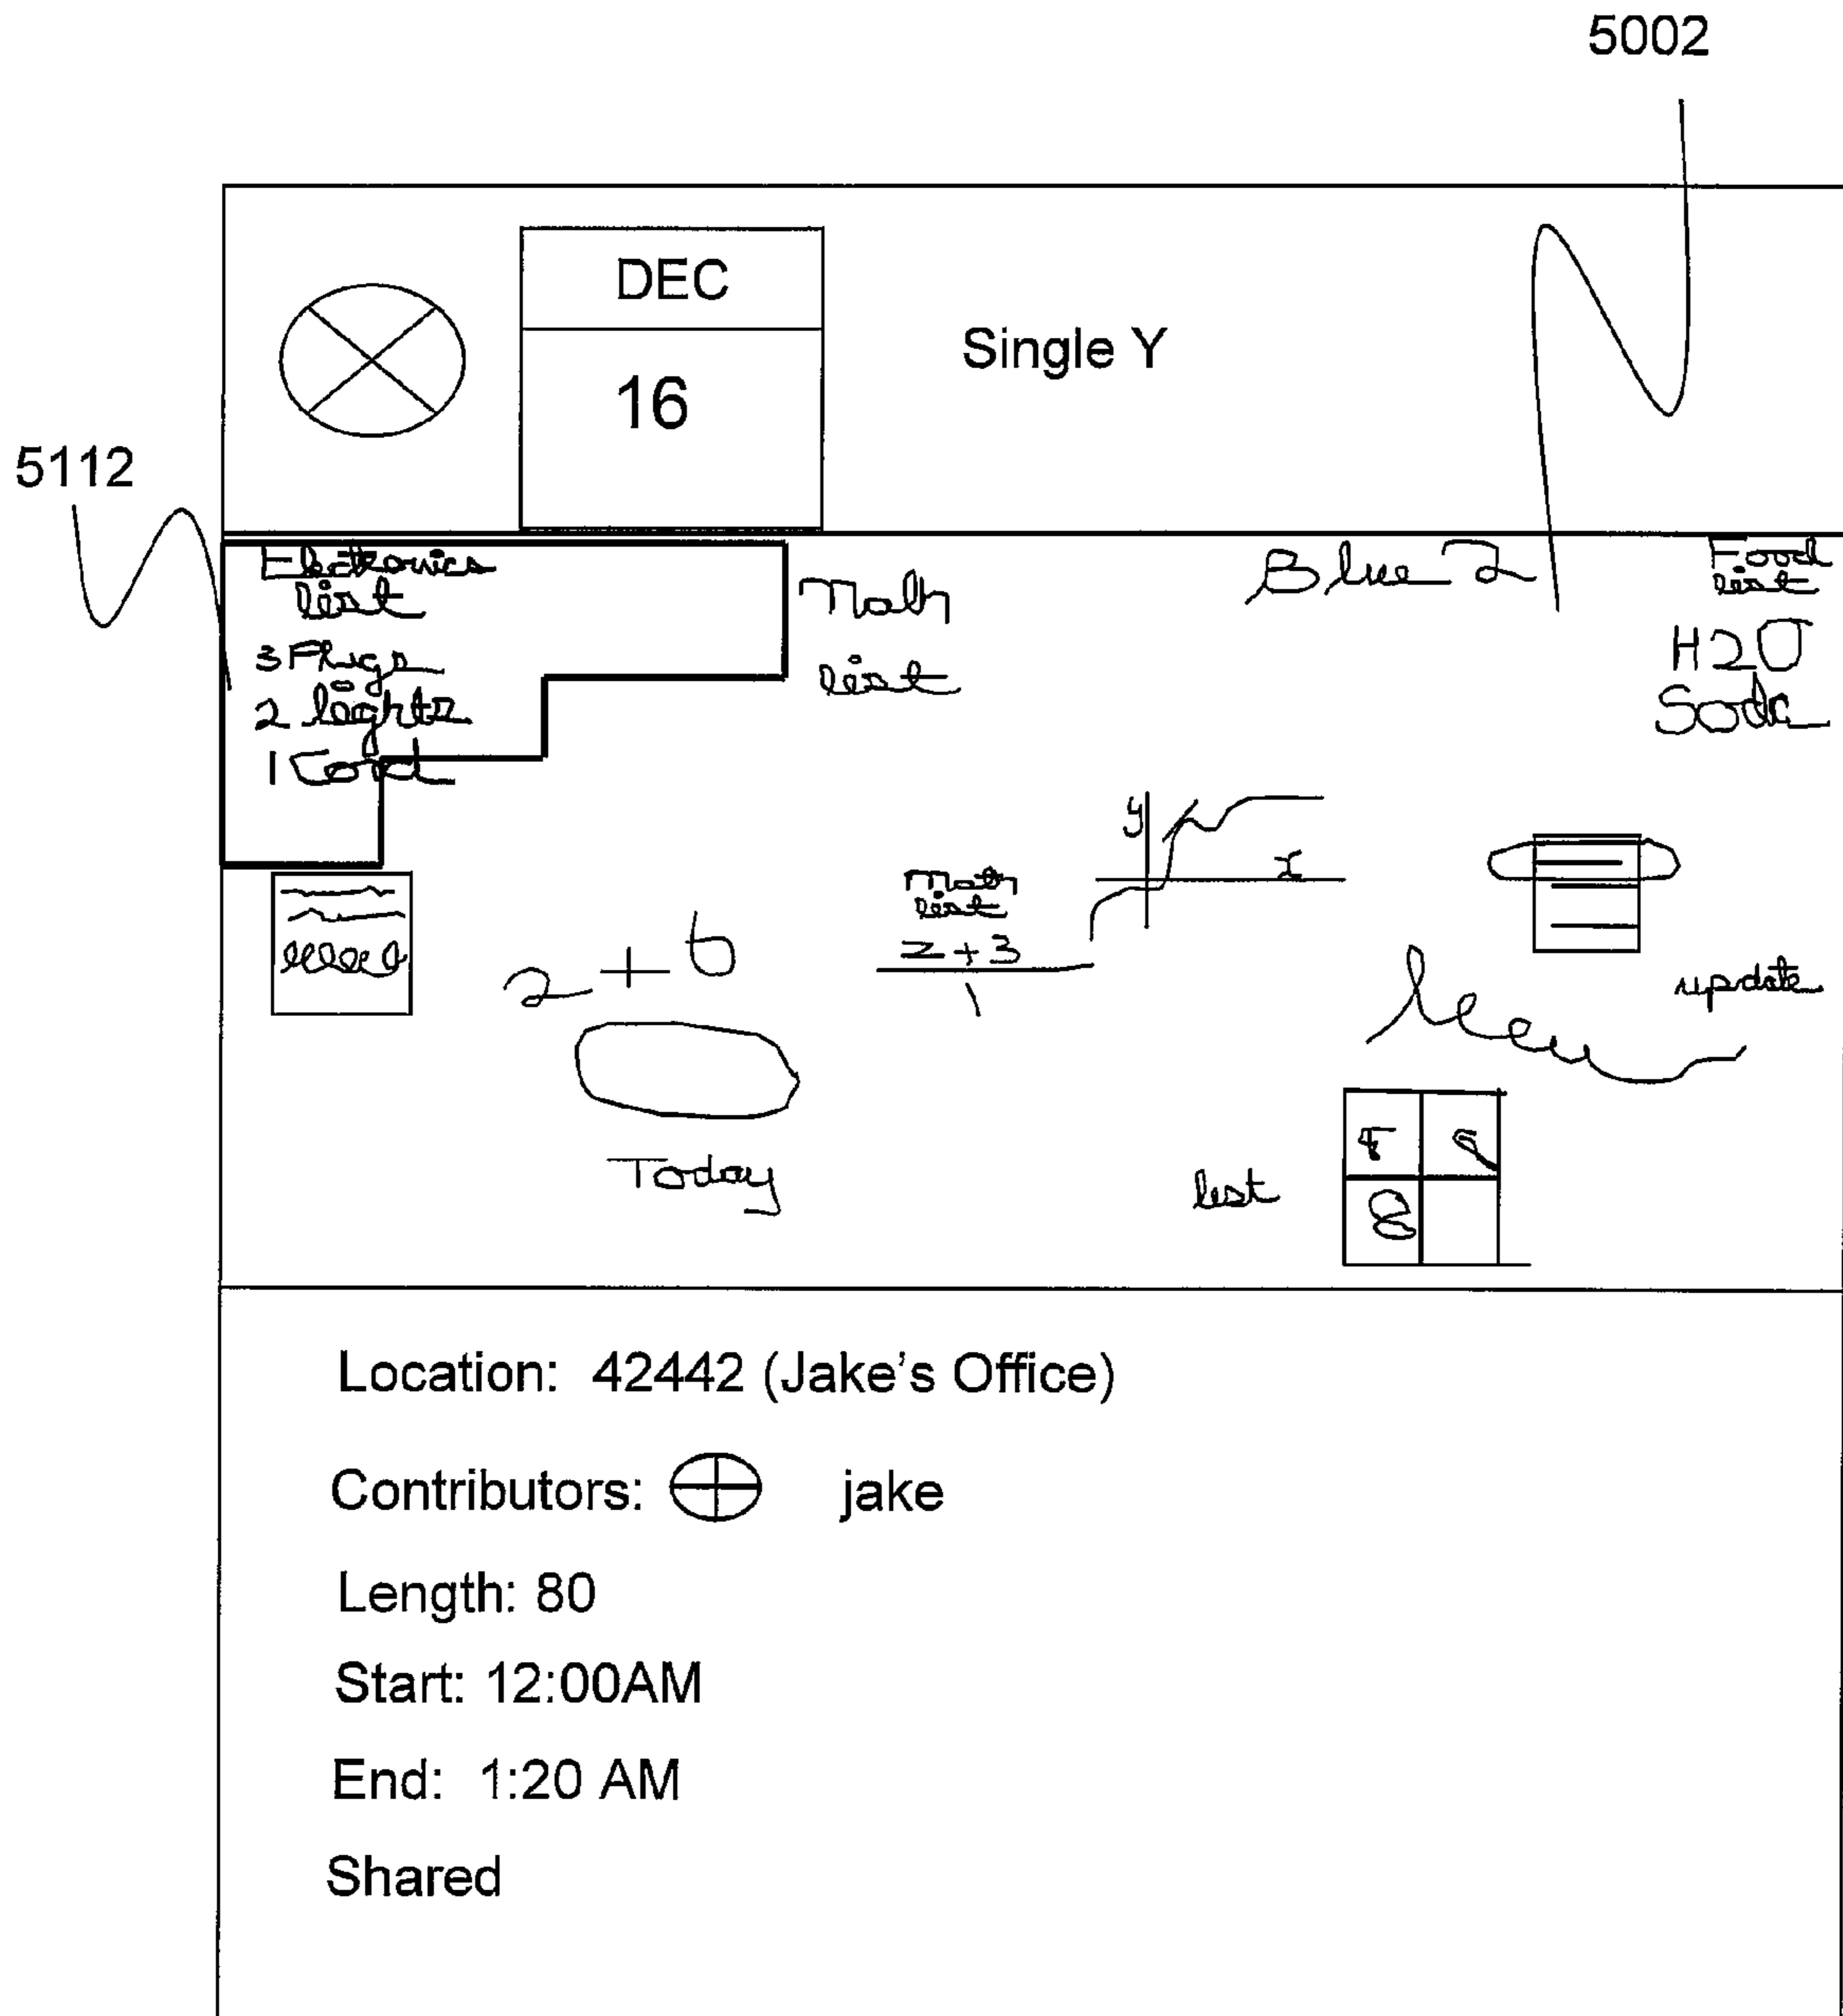 5002
DEC
16
Single Y
5112
Electronics
list
3 Plugs
2 lights
1 Cord
Math
list
Blue 2
Food
list
H2O
Soda
y
x
Math
list
2+3
1
2+6
update
Today
list
8
Location: 42442 (Jake's Office)
Contributors: jake
Length: 80
Start: 12:00AM
End: 1:20 AM
Shared